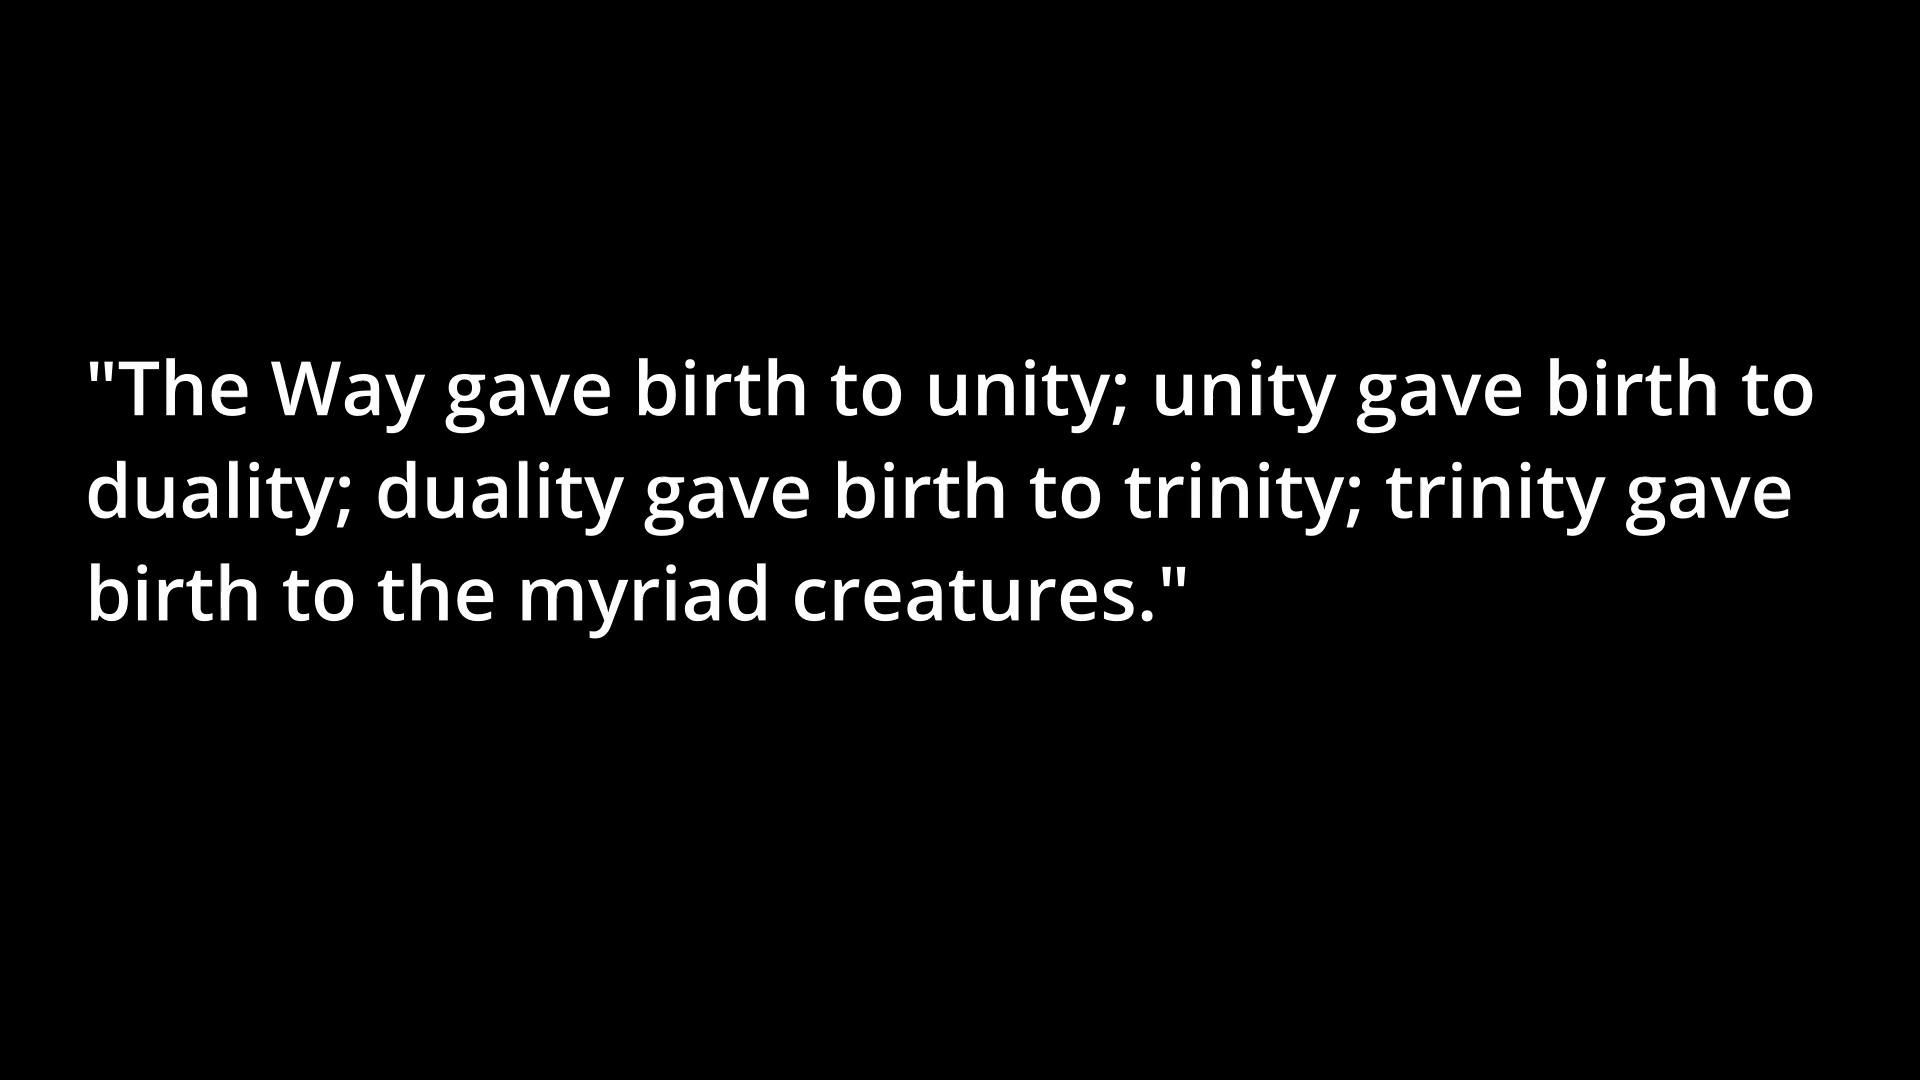 "The Way gave birth to unity; unity gave birth to
duality; duality gave birth to trinity; trinity gave
birth to the myriad creatures."